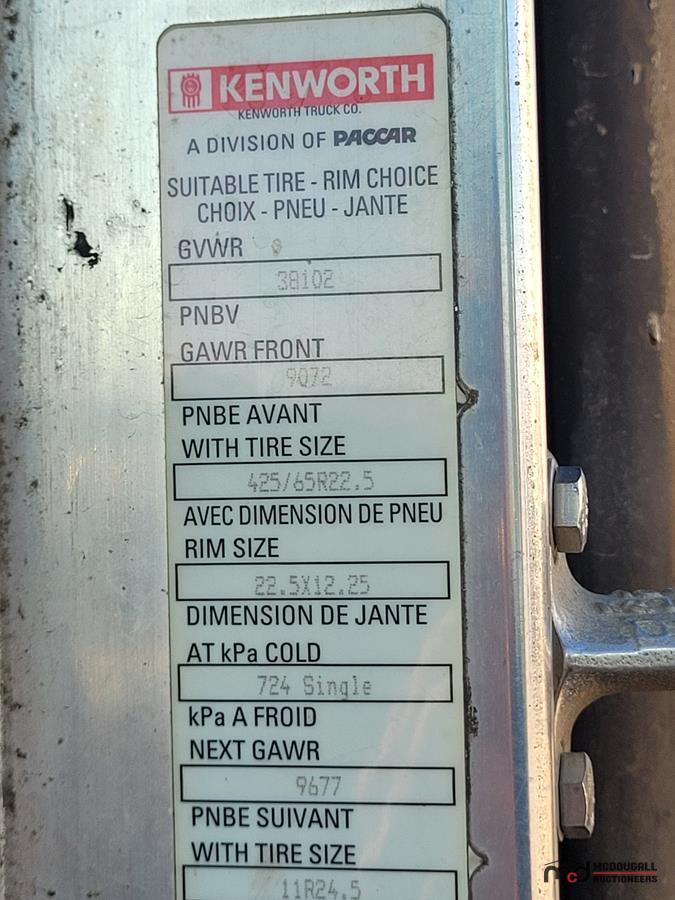 KENWORTH
KENWORTH TRUCK CO.
A DIVISION OF PACCAR
SUITABLE TIRE - RIM CHOICE
CHOIX - PNEU - JANTE
GVWR
38102
PNBV
GAWR FRONT
9072
PNBE AVANT
WITH TIRE SIZE
425/65R22.5
AVEC DIMENSION DE PNEU
RIM SIZE
22.5X12.25
DIMENSION DE JANTE
AT kPa COLD
724 Single
kPa A FROID
NEXT GAWR
9677
PNBE SUIVANT
WITH TIRE SIZE
11R24.5
mcd MCDOUGALL
AUCTIONEERS